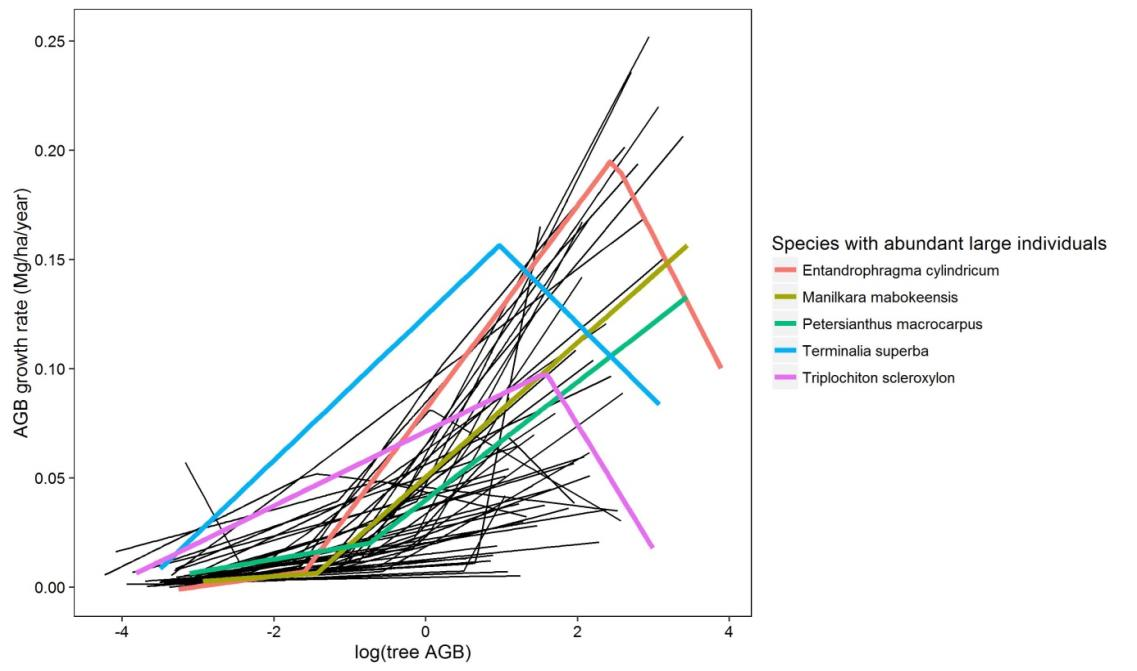 0.25
0.20
0.15
0.10
0.05
0.00
AGB growth rate (Mg/ha/year)
-4
-2
0
2
4
log(tree AGB)
Species with abundant large individuals
Entandrophragma cylindricum
Manilkara mabokeensis
Petersianthus macrocarpus
Terminalia superba
Triplochiton scleroxylon